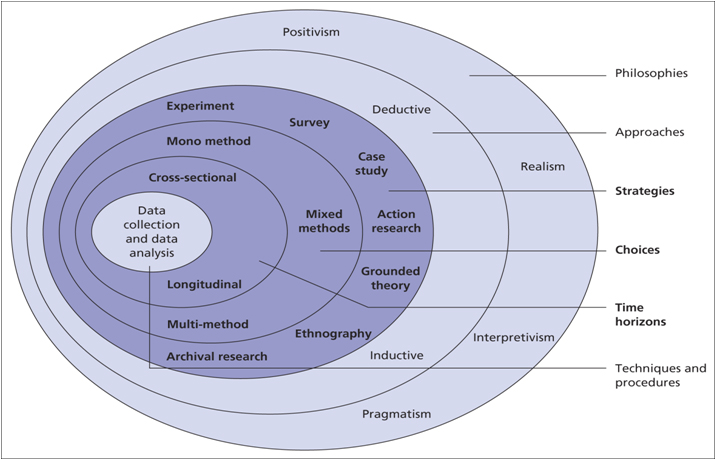 Positivism
Philosophies
Experiment
Deductive
Survey
Approaches
Mono method
Case
study
Realism
Cross-sectional
Strategies
Data
collection
and data
analysis
Mixed
methods
Action
research
Choices
Grounded
theory
Longitudinal
Time
horizons
Multi-method
Ethnography
Interpretivism
Archival research
Inductive
Techniques and
procedures
Pragmatism